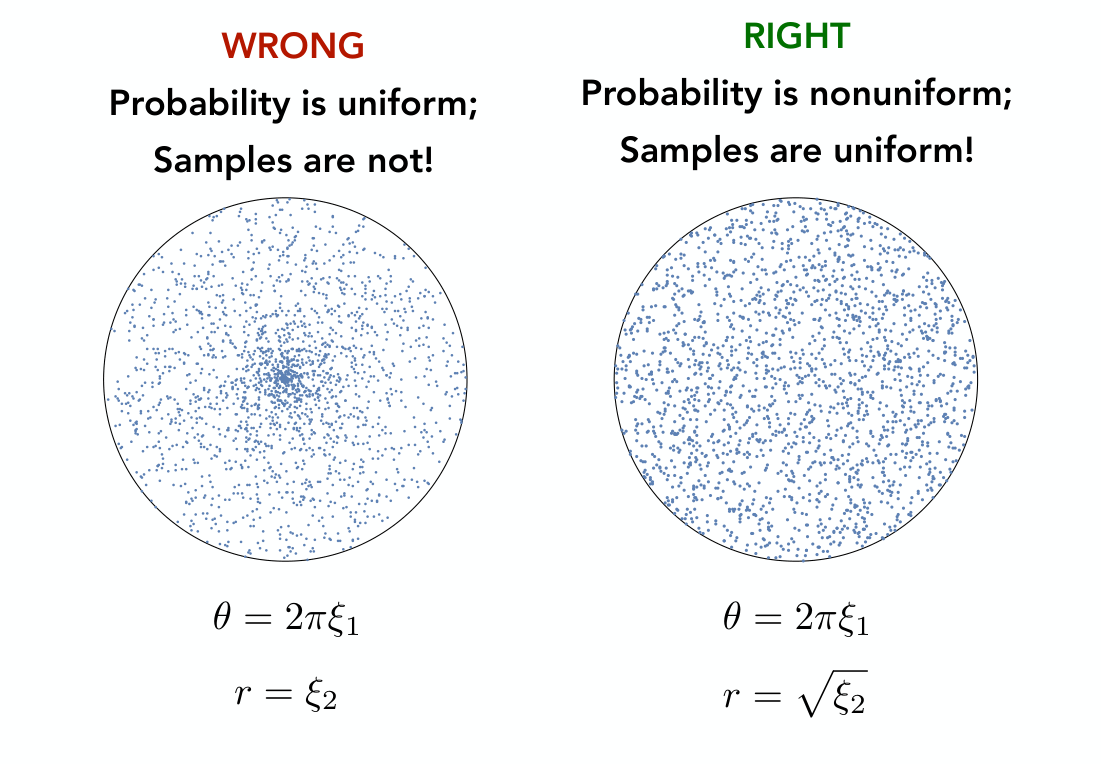 WRONG
Probability is uniform;
Samples are not!
θ = 2πξ₁
r = ξ₂
RIGHT
Probability is nonuniform;
Samples are uniform!
θ = 2πξ₁
r = √ξ₂